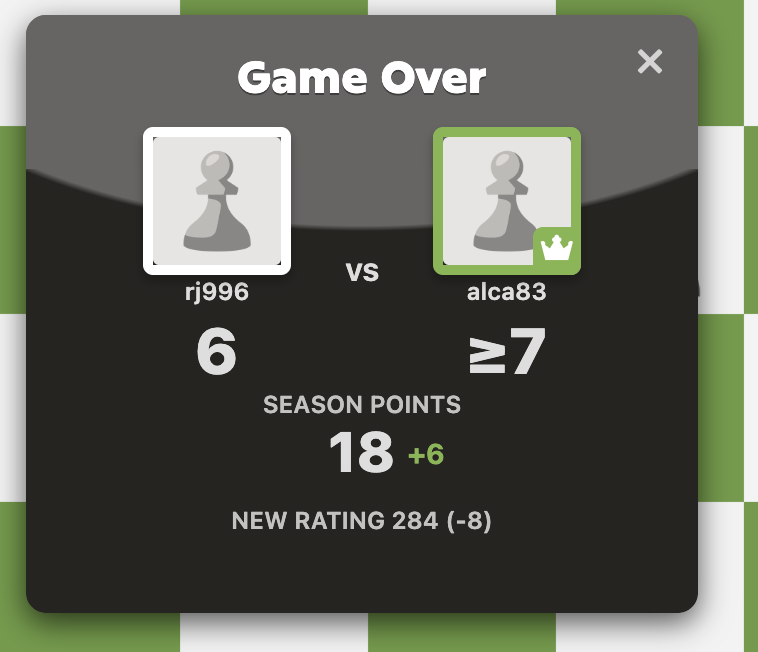 Game Over
rj996
vs
alca83
6
≥7
SEASON POINTS
18 +6
NEW RATING 284 (-8)